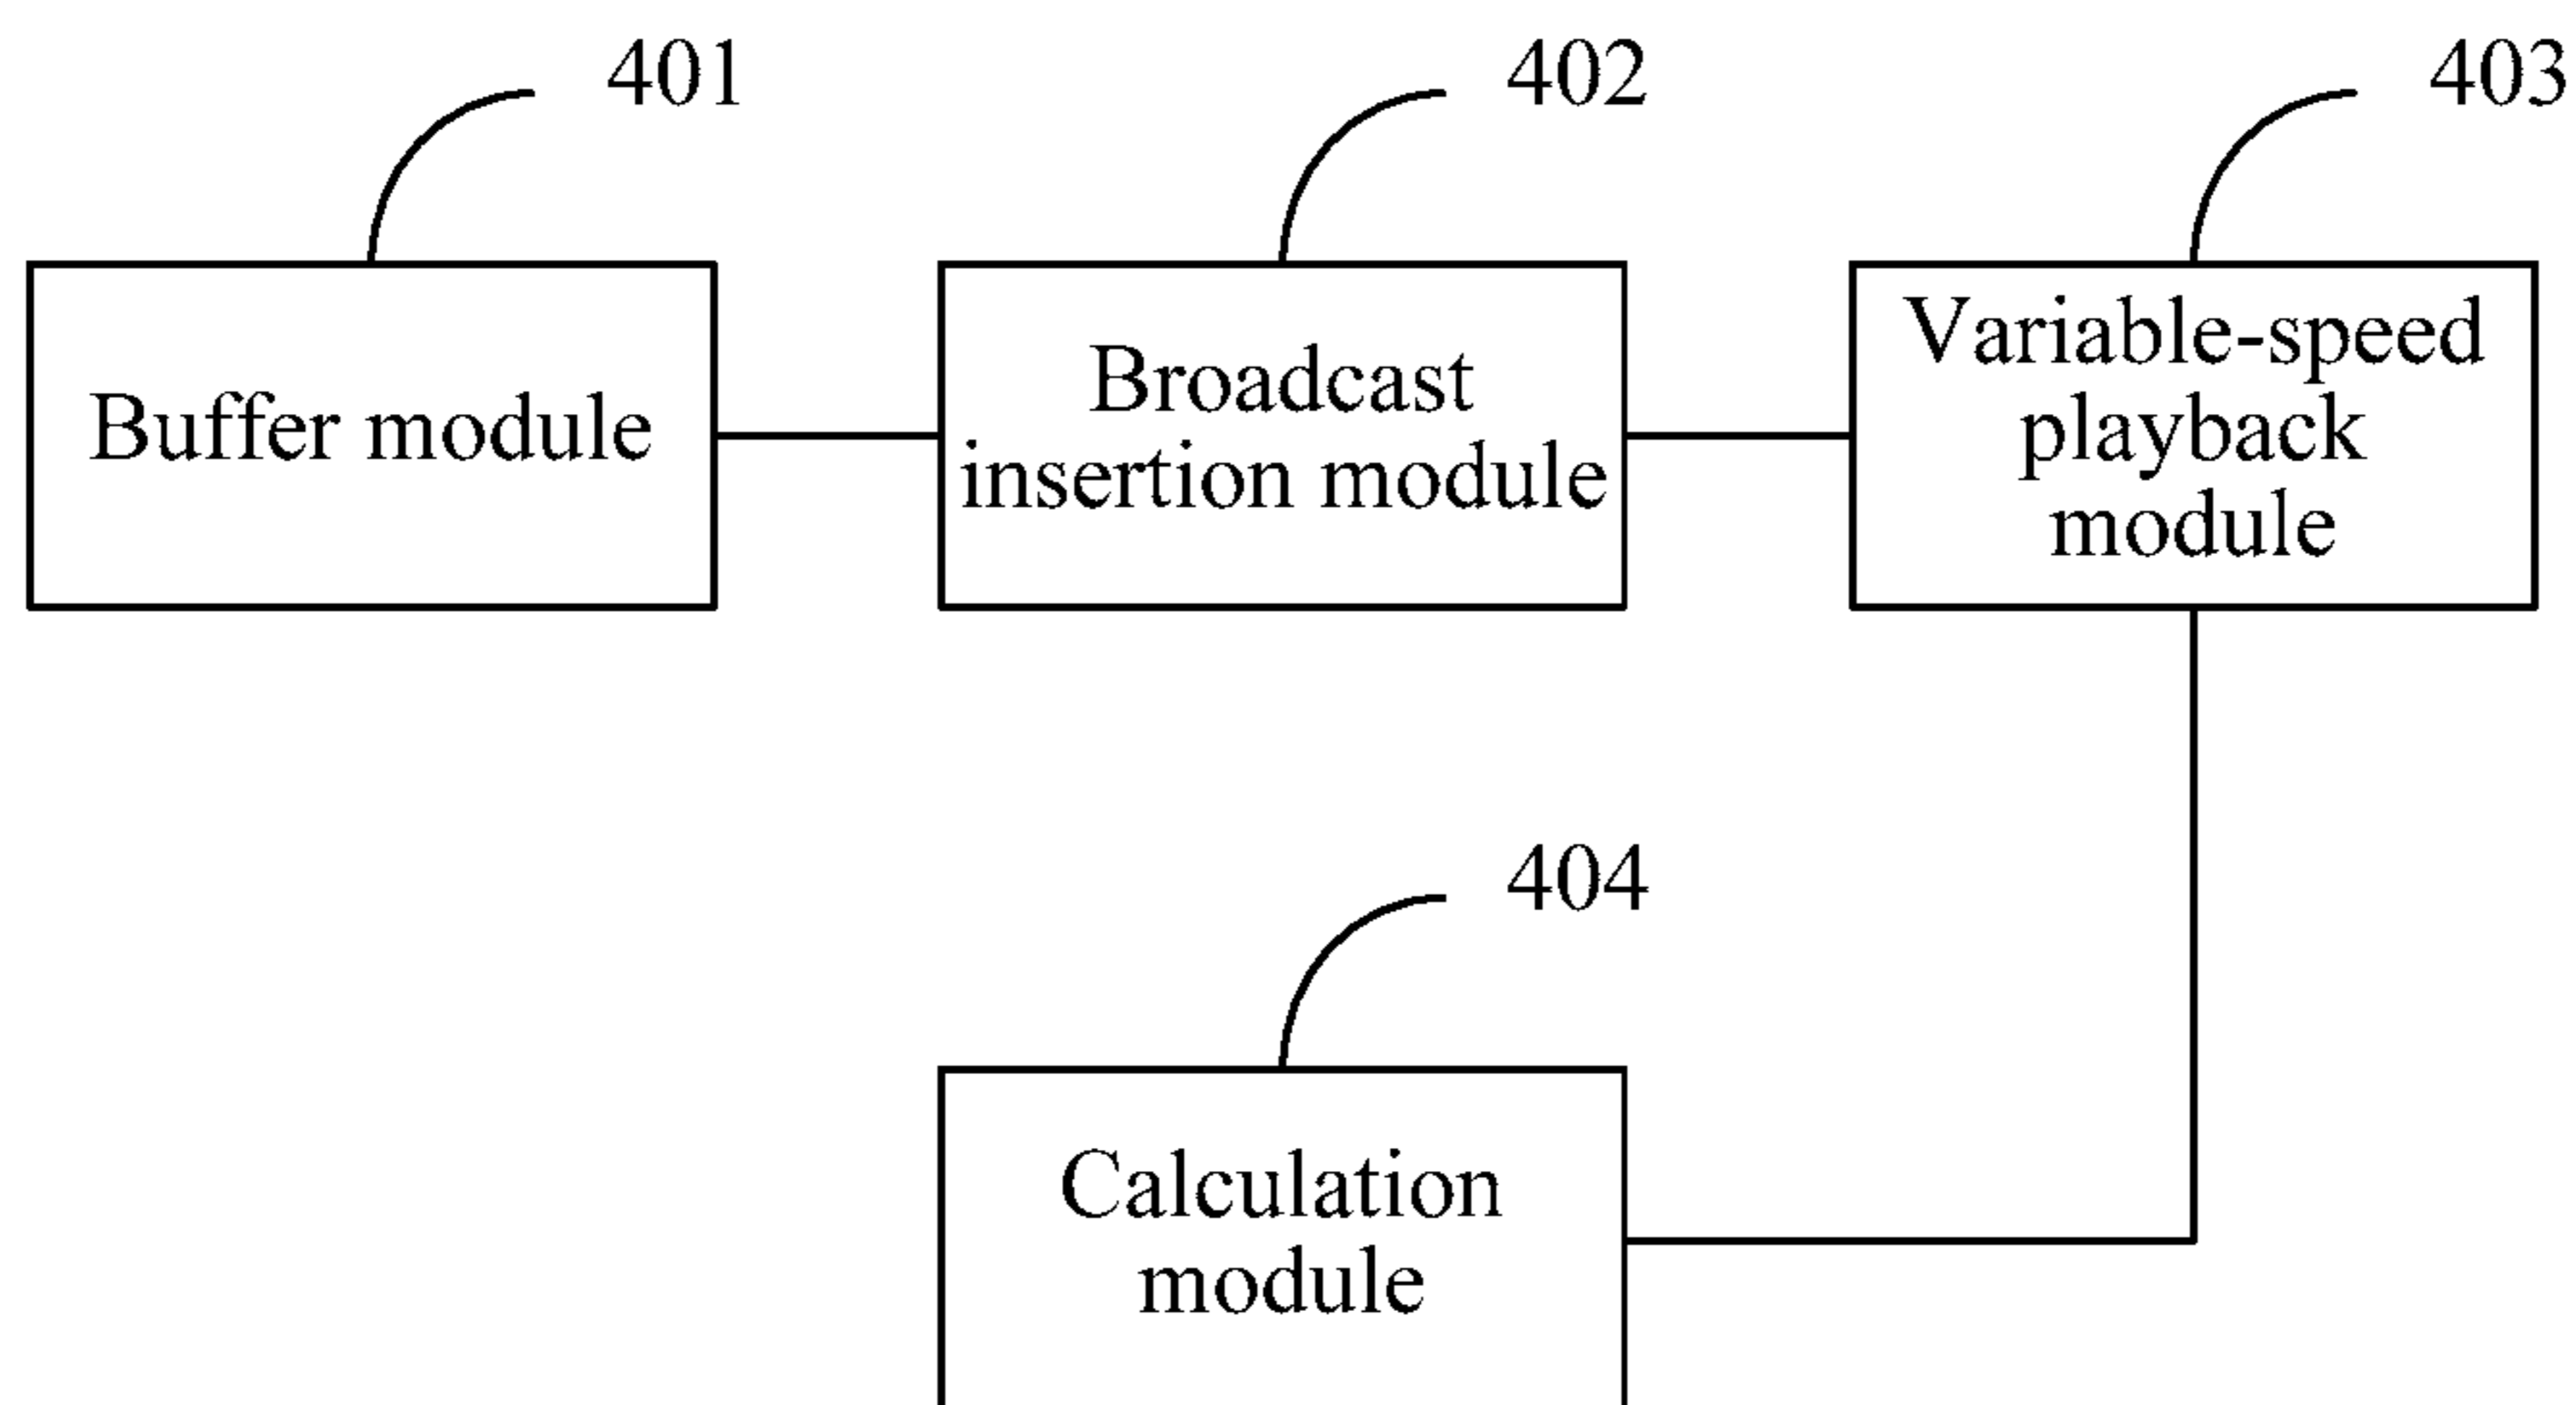 401
402
403
Buffer module
Broadcast
insertion module
Variable-speed
playback
module
404
Calculation
module